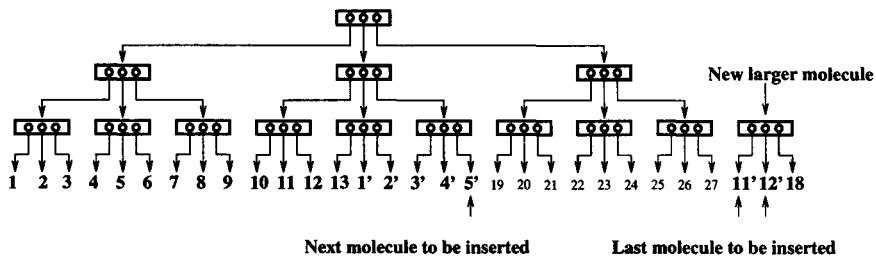 New larger molecule
1 2 3 4 5 6 7 8 9 10 11 12 13 1' 2' 3' 4' 5' 19 20 21 22 23 24 25 26 27 11' 12' 18
Next molecule to be inserted Last molecule to be inserted